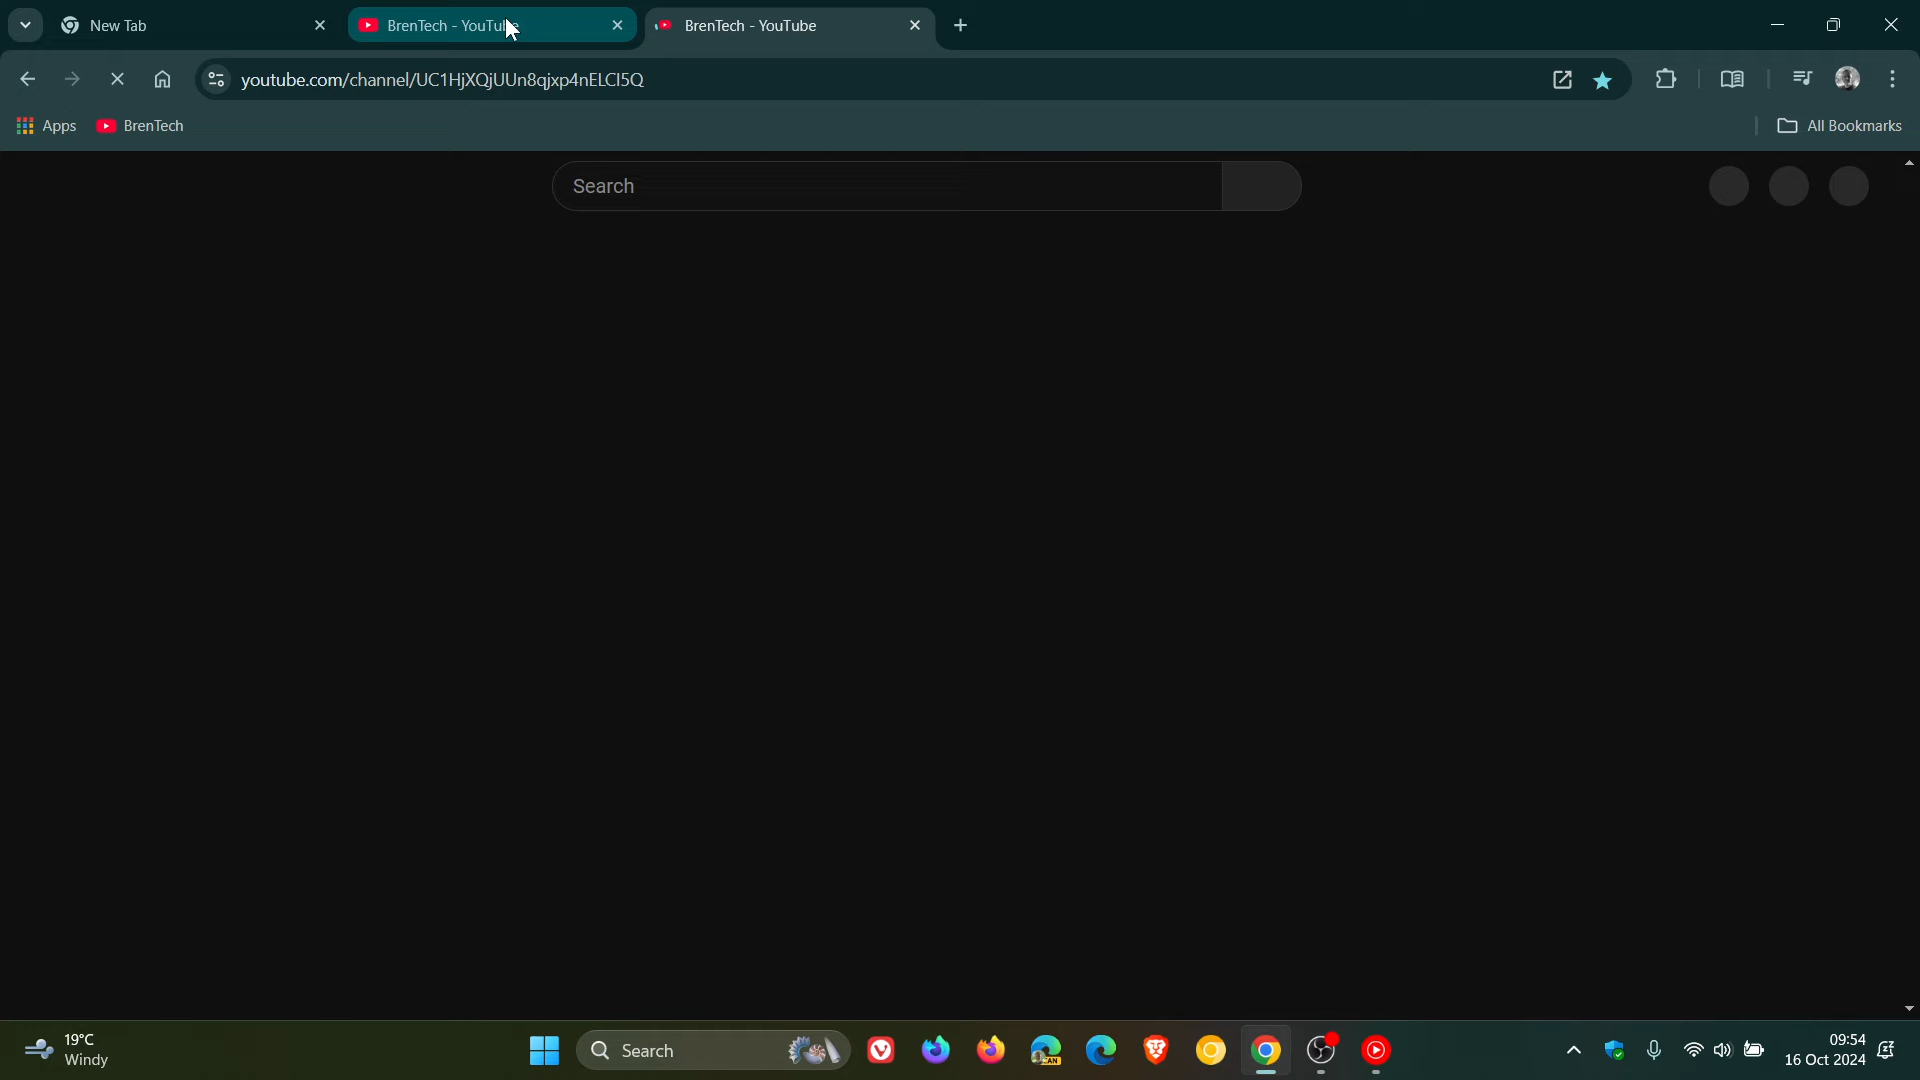 New Tab
BrenTech - YouTube
BrenTech - YouTube
youtube.com/channel/UC1HjXQjUUn8qjxp4nELCI5Q
Apps
BrenTech
All Bookmarks
Search
19°C
Windy
Search
CAN
09:54
16 Oct 2024